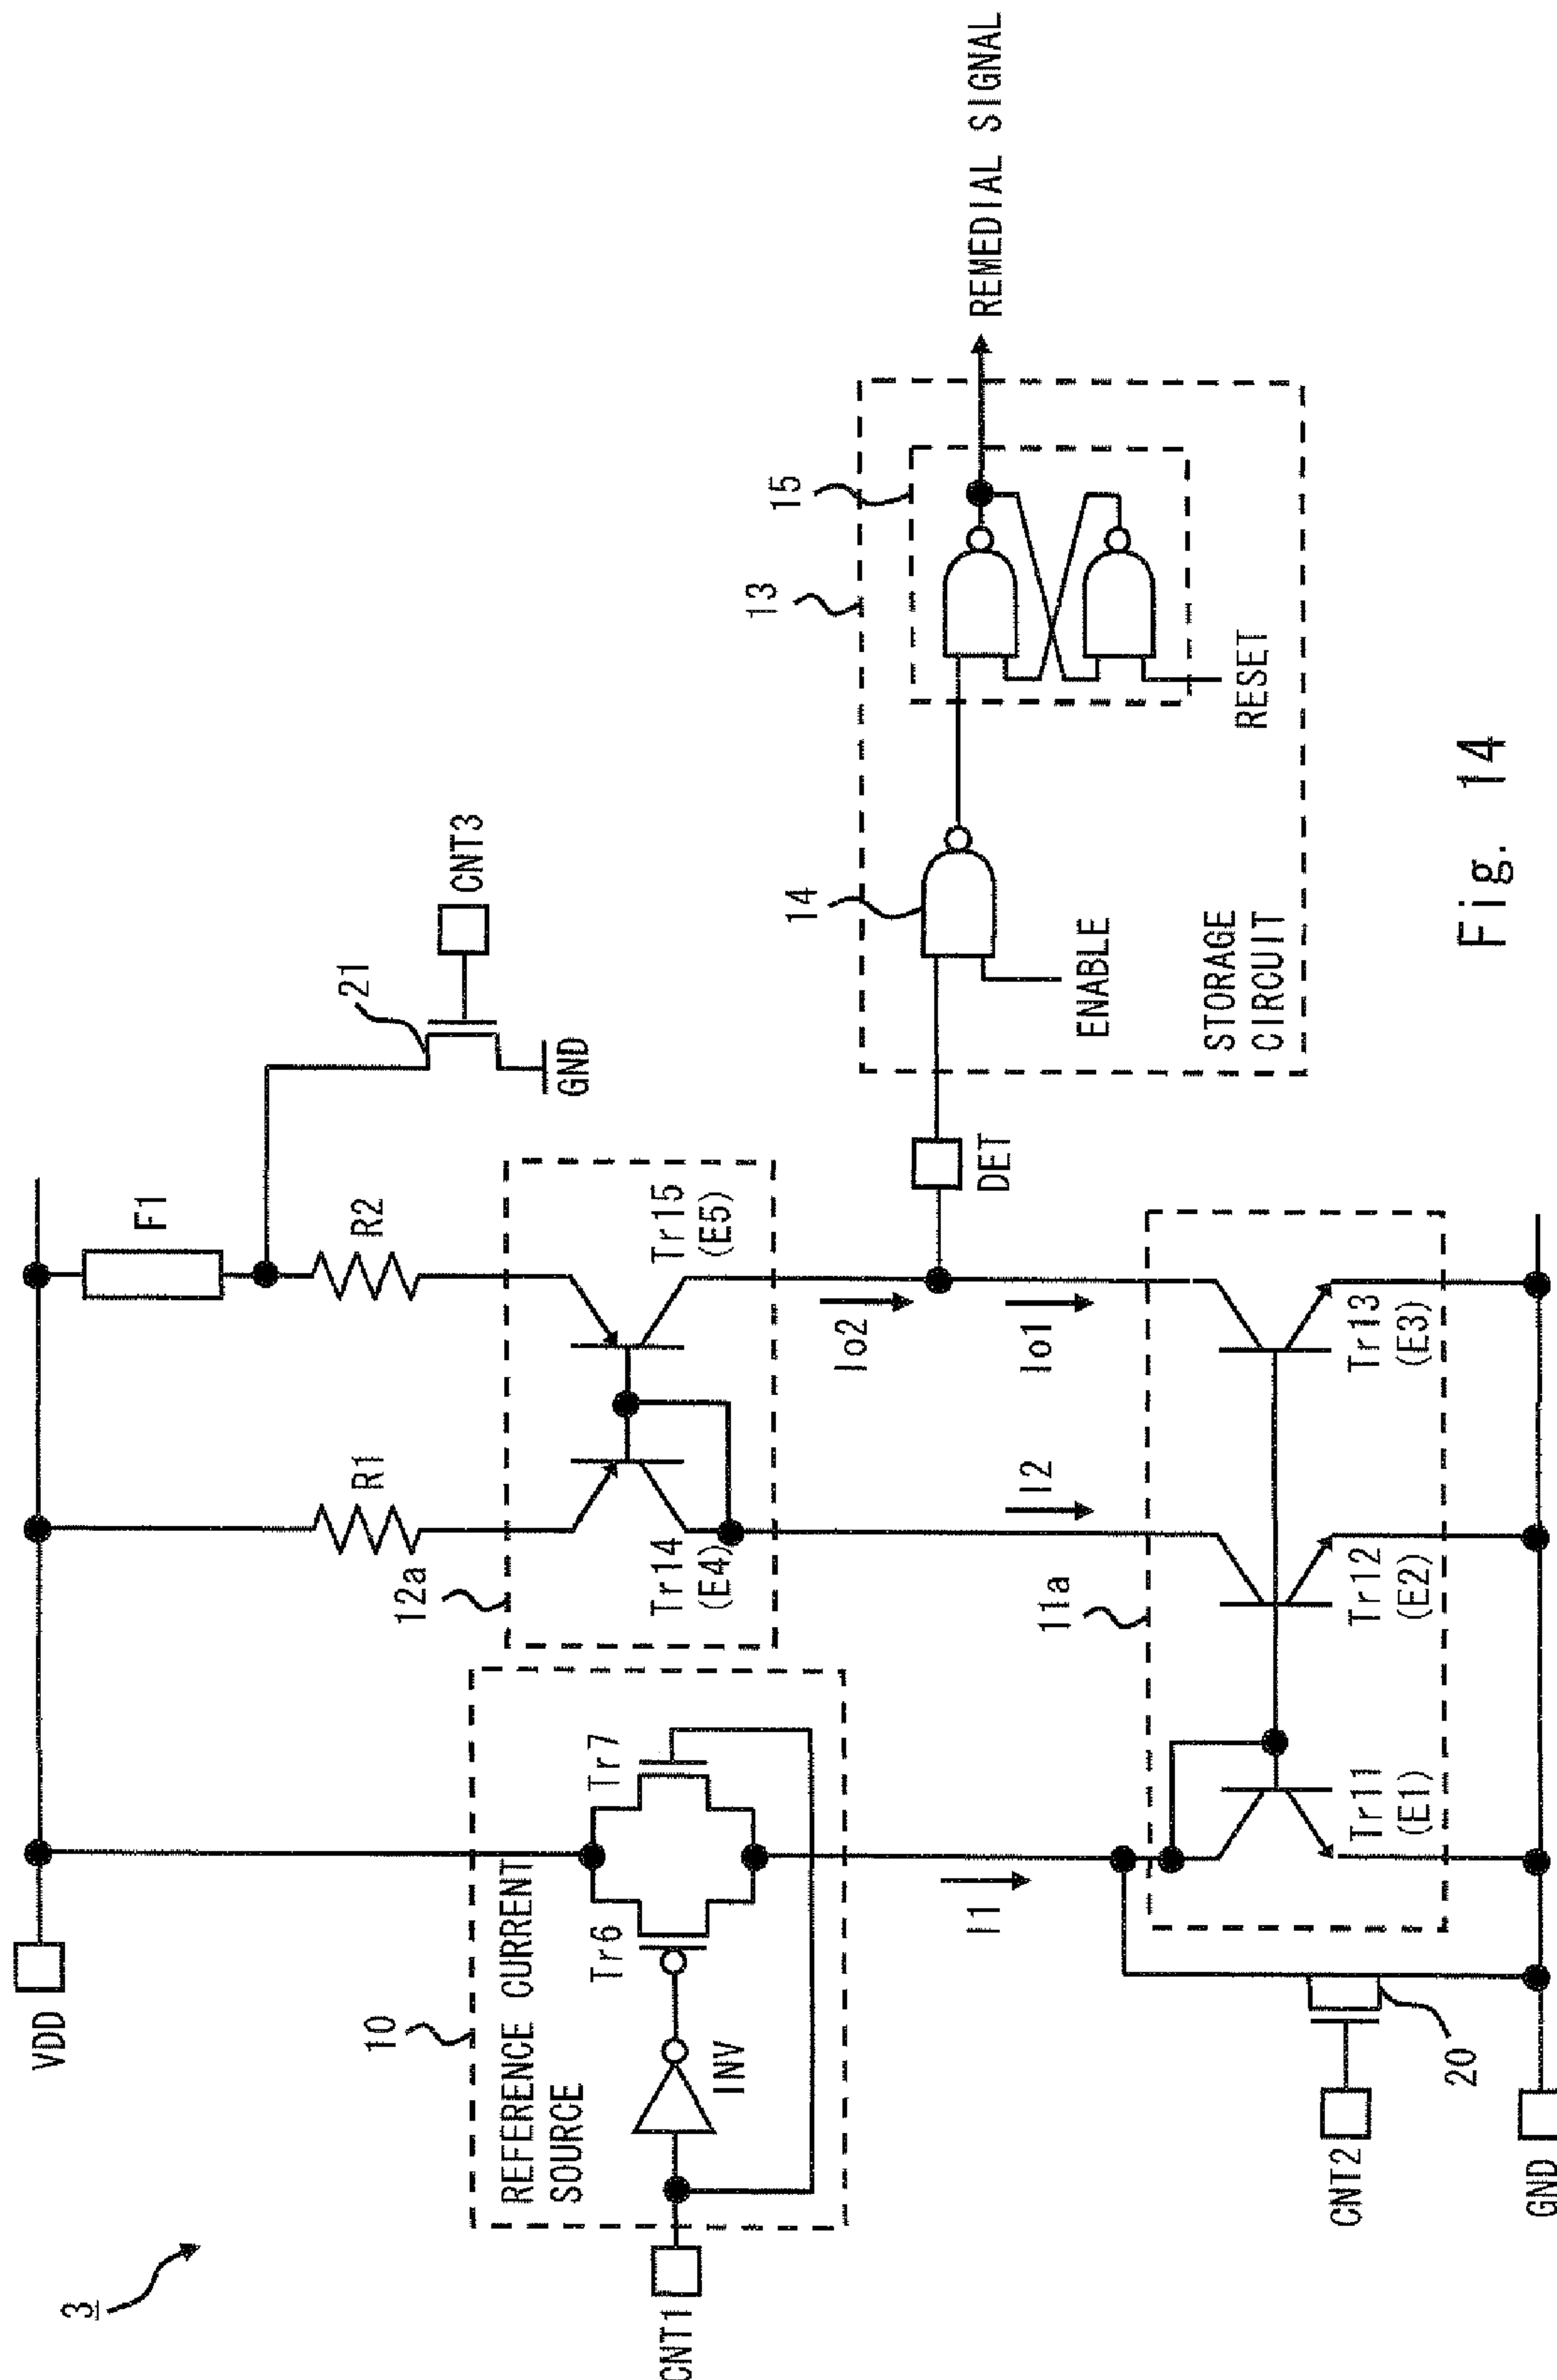 3
VDD
F1
R1
R2
21
CNT3
GND
12a
Tr14
(E4)
Tr15
(E5)
10
REFERENCE CURRENT
SOURCE
CNT1
INV
Tr6
Tr7
Io2
DET
Io1
I2
I1
13
14
15
ENABLE
STORAGE
CIRCUIT
RESET
REMEDIAL SIGNAL
11a
Tr11
(E1)
Tr12
(E2)
Tr13
(E3)
CNT2
20
GND
Fig. 14